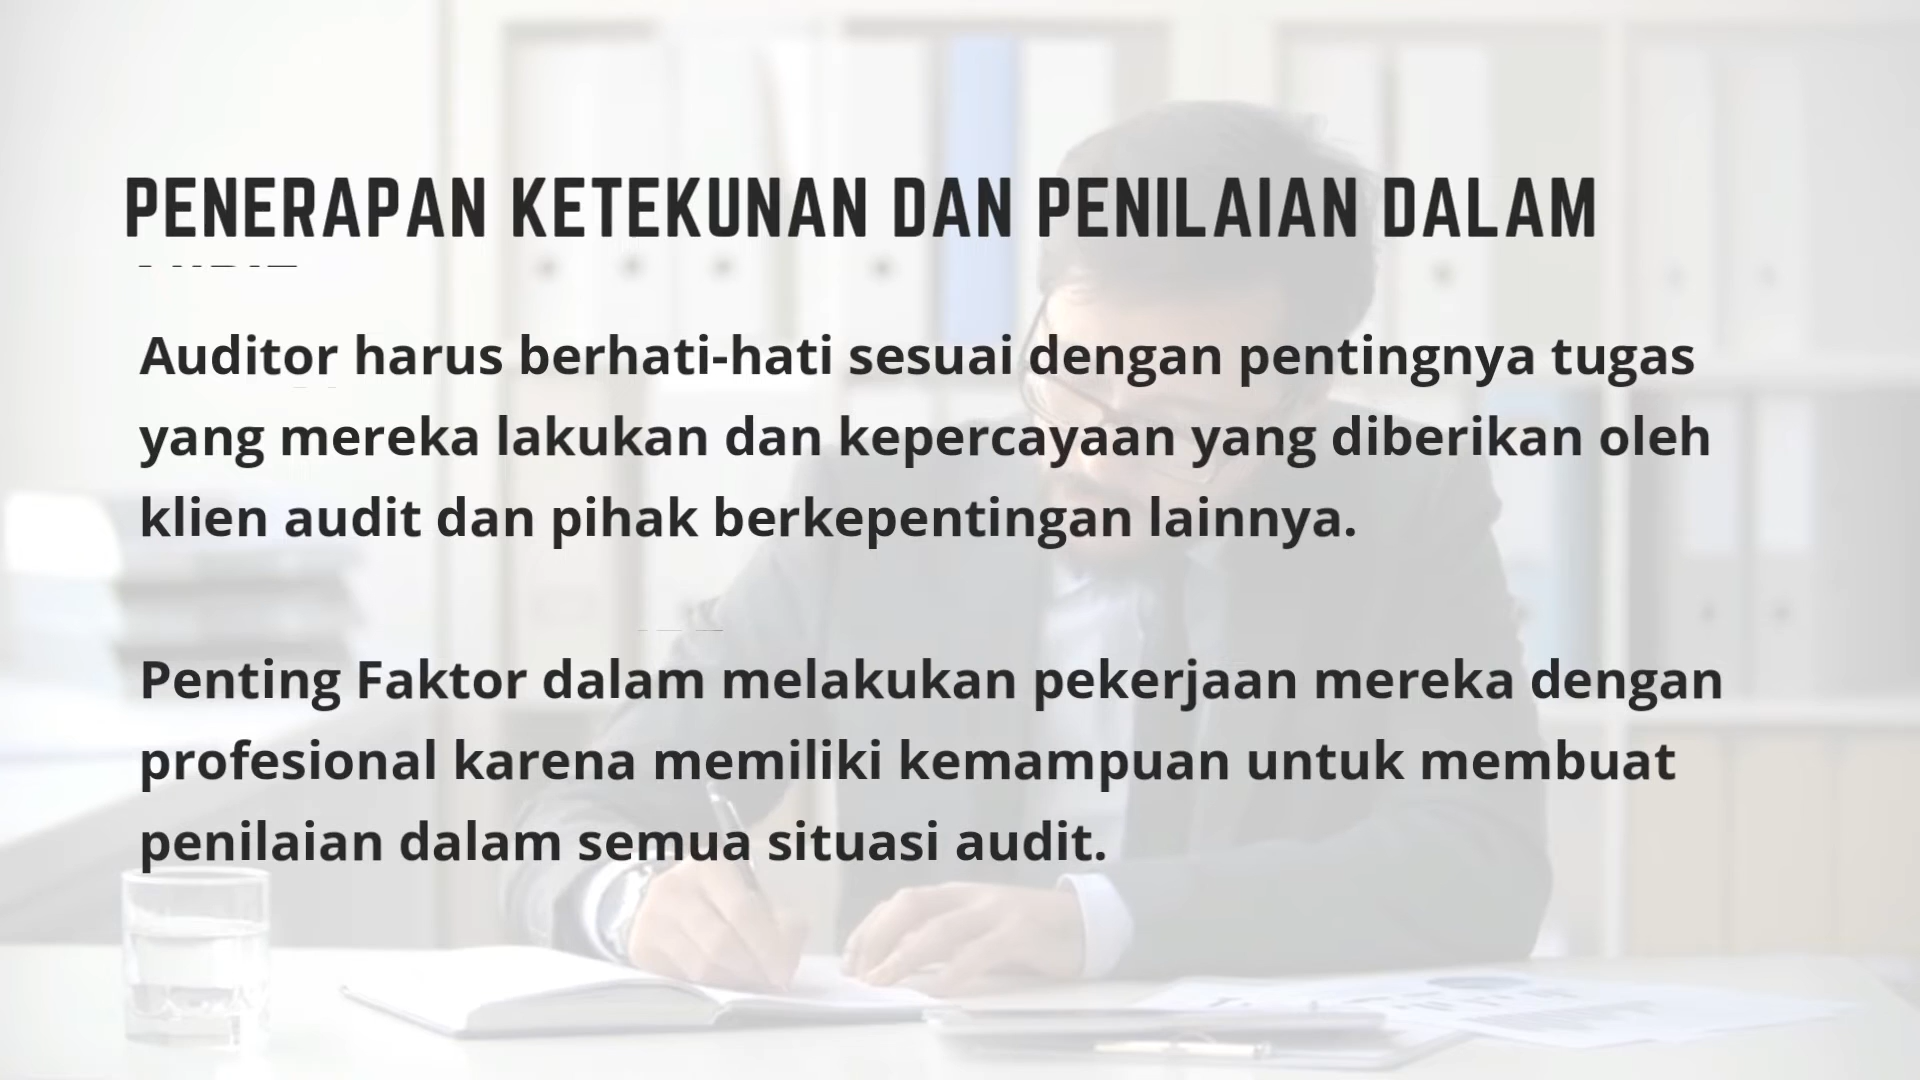 PENERAPAN KETEKUNAN DAN PENILAIAN DALAM
Auditor harus berhati-hati sesuai dengan pentingnya tugas
yang mereka lakukan dan kepercayaan yang diberikan oleh
klien audit dan pihak berkepentingan lainnya.
Penting Faktor dalam melakukan pekerjaan mereka dengan
profesional karena memiliki kemampuan untuk membuat
penilaian dalam semua situasi audit.